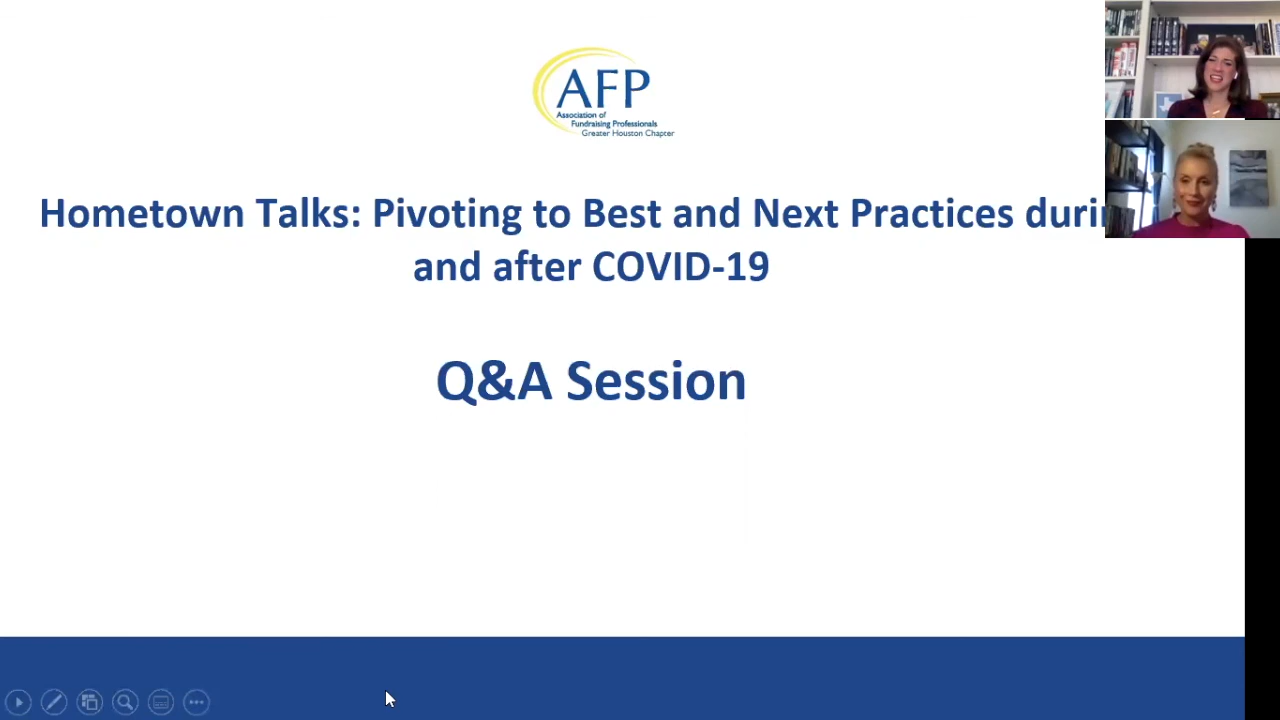 AFP
Association of
Fundraising Professionals
Greater Houston Chapter
Hometown Talks: Pivoting to Best and Next Practices duri
and after COVID-19
Q&A Session